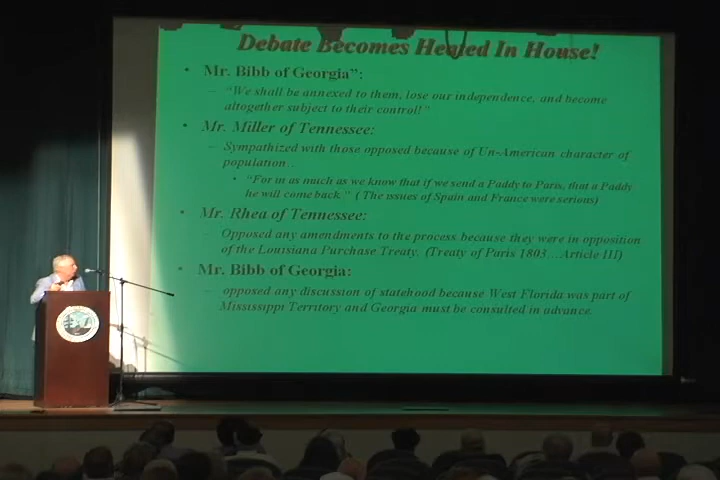 Debate Becomes Heated In House!
• Mr. Bibb of Georgia”:
– “We shall be annexed to them, lose our independence, and become
altogether subject to their control!”
• Mr. Miller of Tennessee:
– Sympathized with those opposed because of Un-American character of
population…
• “For in as much as we know that if we send a Paddy to Paris, that a Paddy
he will come back.” ( The issues of Spain and France were serious)
• Mr. Rhea of Tennessee:
– Opposed any amendments to the process because they were in opposition
of the Louisiana Purchase Treaty. (Treaty of Paris 1803…Article III)
• Mr. Bibb of Georgia:
– opposed any discussion of statehood because West Florida was part of
Mississippi Territory and Georgia must be consulted in advance.